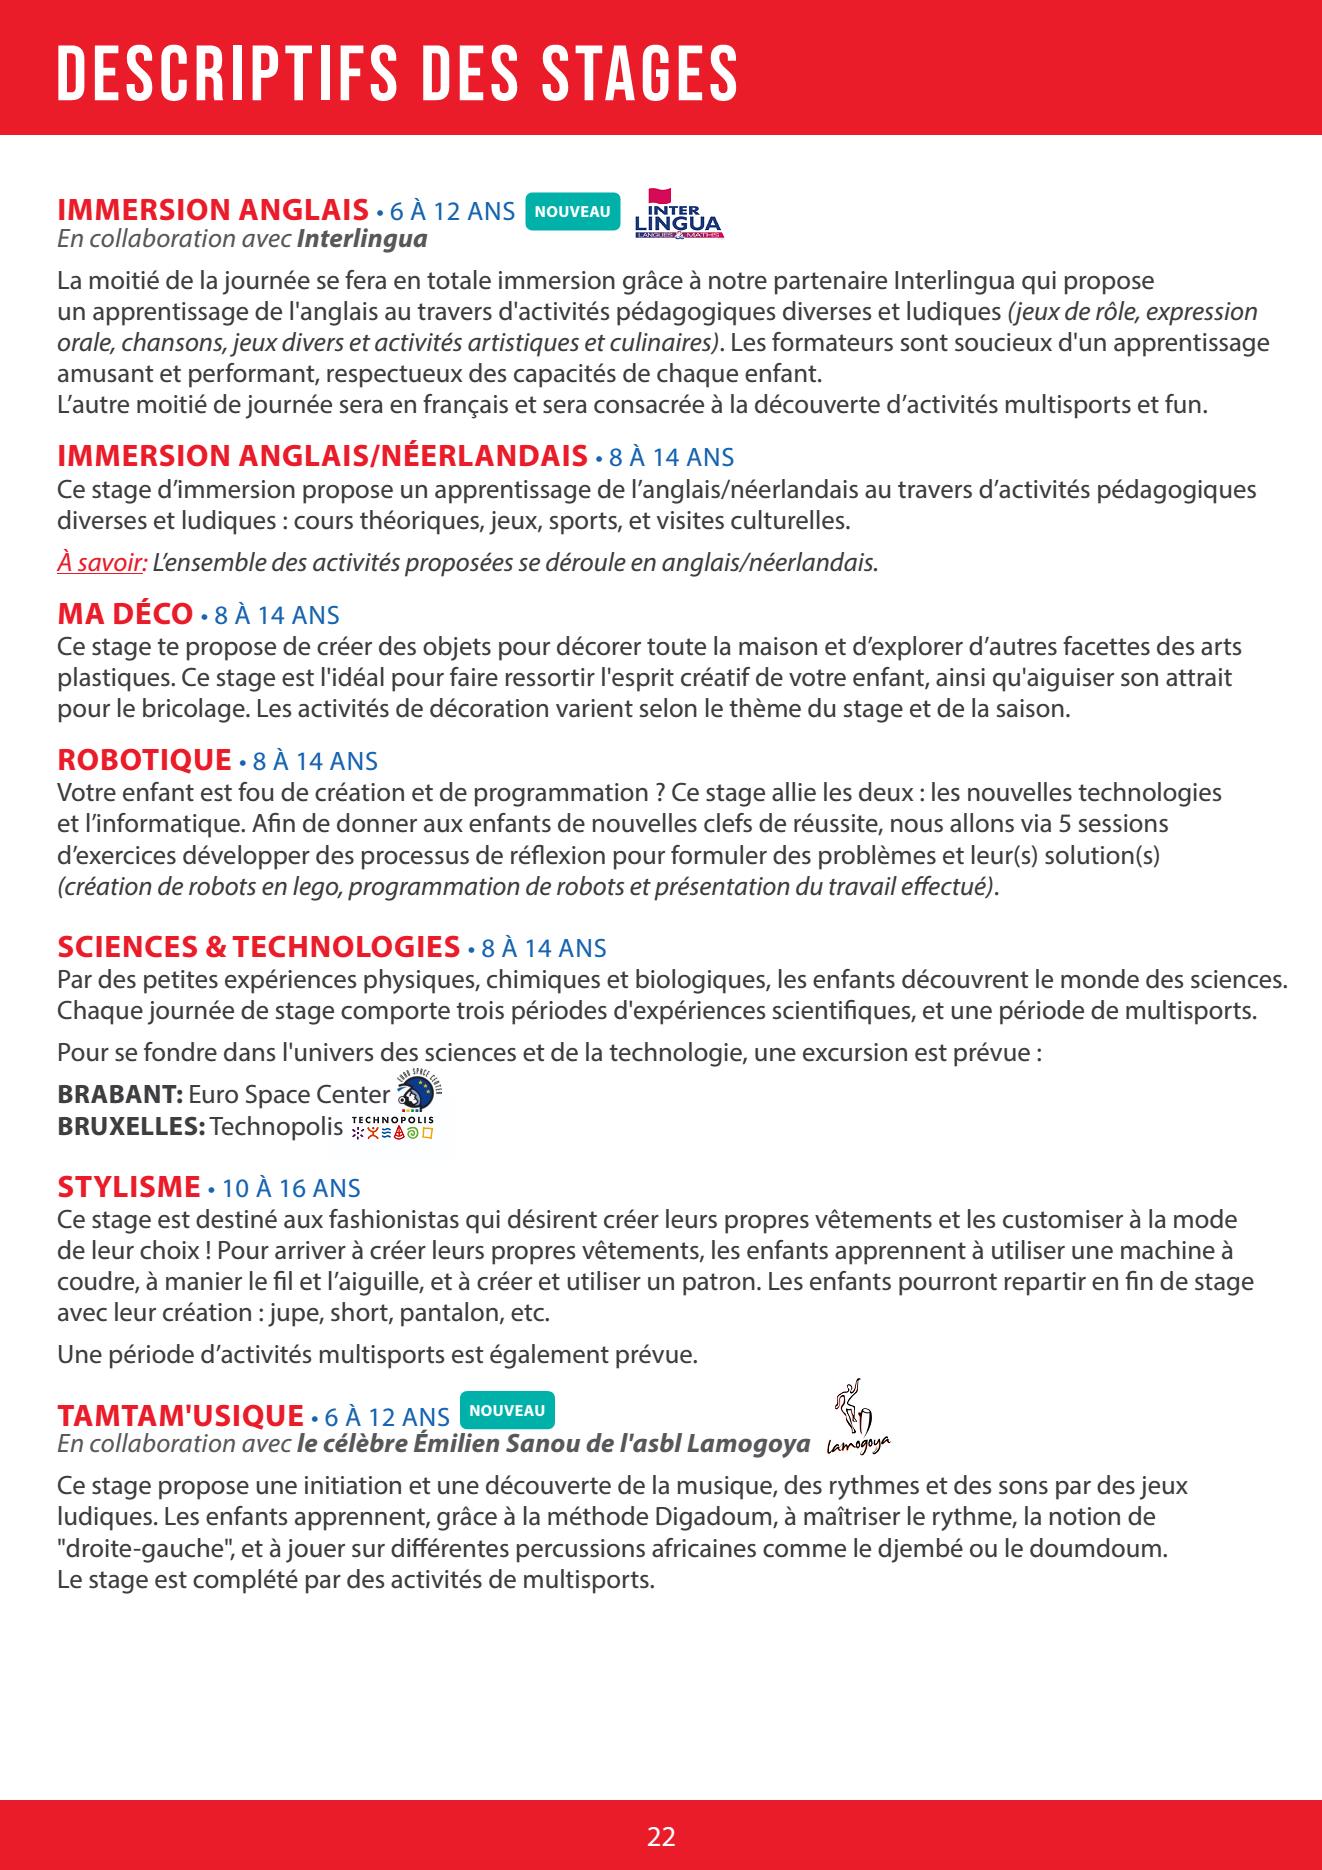 DESCRIPTIFS DES STAGES
IMMERSION ANGLAIS • 6 À 12 ANS NOUVEAU INTER LINGUA LANGUES & MATHS
En collaboration avec Interlingua
La moitié de la journée se fera en totale immersion grâce à notre partenaire Interlingua qui propose
un apprentissage de l'anglais au travers d'activités pédagogiques diverses et ludiques (jeux de rôle, expression
orale, chansons, jeux divers et activités artistiques et culinaires). Les formateurs sont soucieux d'un apprentissage
amusant et performant, respectueux des capacités de chaque enfant.
L’autre moitié de journée sera en français et sera consacrée à la découverte d’activités multisports et fun.
IMMERSION ANGLAIS/NÉERLANDAIS • 8 À 14 ANS
Ce stage d’immersion propose un apprentissage de l’anglais/néerlandais au travers d’activités pédagogiques
diverses et ludiques : cours théoriques, jeux, sports, et visites culturelles.
À savoir: L’ensemble des activités proposées se déroule en anglais/néerlandais.
MA DÉCO • 8 À 14 ANS
Ce stage te propose de créer des objets pour décorer toute la maison et d’explorer d’autres facettes des arts
plastiques. Ce stage est l'idéal pour faire ressortir l'esprit créatif de votre enfant, ainsi qu'aiguiser son attrait
pour le bricolage. Les activités de décoration varient selon le thème du stage et de la saison.
ROBOTIQUE • 8 À 14 ANS
Votre enfant est fou de création et de programmation ? Ce stage allie les deux : les nouvelles technologies
et l’informatique. Afin de donner aux enfants de nouvelles clefs de réussite, nous allons via 5 sessions
d’exercices développer des processus de réflexion pour formuler des problèmes et leur(s) solution(s)
(création de robots en lego, programmation de robots et présentation du travail effectué).
SCIENCES & TECHNOLOGIES • 8 À 14 ANS
Par des petites expériences physiques, chimiques et biologiques, les enfants découvrent le monde des sciences.
Chaque journée de stage comporte trois périodes d'expériences scientifiques, et une période de multisports.
Pour se fondre dans l'univers des sciences et de la technologie, une excursion est prévue :
BRABANT: Euro Space Center EURO SPACE CENTER
BRUXELLES: Technopolis TECHNOPOLIS
STYLISME • 10 À 16 ANS
Ce stage est destiné aux fashionistas qui désirent créer leurs propres vêtements et les customiser à la mode
de leur choix ! Pour arriver à créer leurs propres vêtements, les enfants apprennent à utiliser une machine à
coudre, à manier le fil et l’aiguille, et à créer et utiliser un patron. Les enfants pourront repartir en fin de stage
avec leur création : jupe, short, pantalon, etc.
Une période d’activités multisports est également prévue.
TAMTAM'USIQUE • 6 À 12 ANS NOUVEAU
En collaboration avec le célèbre Émilien Sanou de l'asbl Lamogoya Lamogoya
Ce stage propose une initiation et une découverte de la musique, des rythmes et des sons par des jeux
ludiques. Les enfants apprennent, grâce à la méthode Digadoum, à maîtriser le rythme, la notion de
"droite-gauche", et à jouer sur différentes percussions africaines comme le djembé ou le doumdoum.
Le stage est complété par des activités de multisports.
22